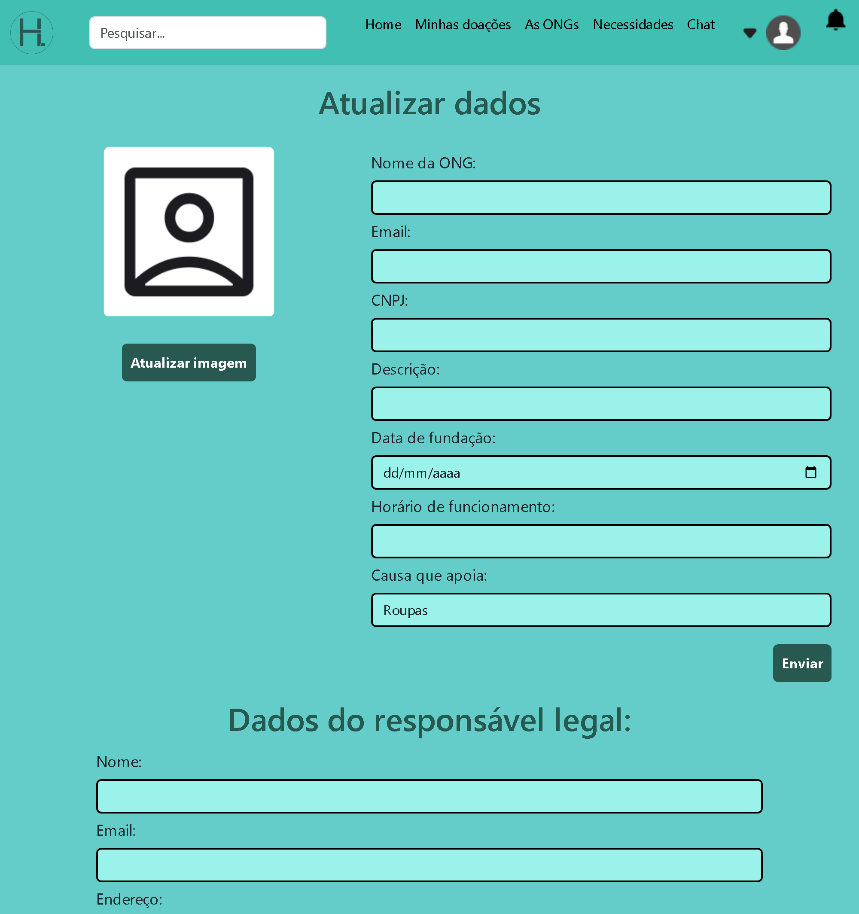 H.
Pesquisar...
Home Minhas doações As ONGs Necessidades Chat
Atualizar dados
Atualizar imagem
Nome da ONG:
Email:
CNPJ:
Descrição:
Data de fundação:
dd/mm/aaaa
Horário de funcionamento:
Causa que apoia:
Roupas
Enviar
Dados do responsável legal:
Nome:
Email:
Endereço: